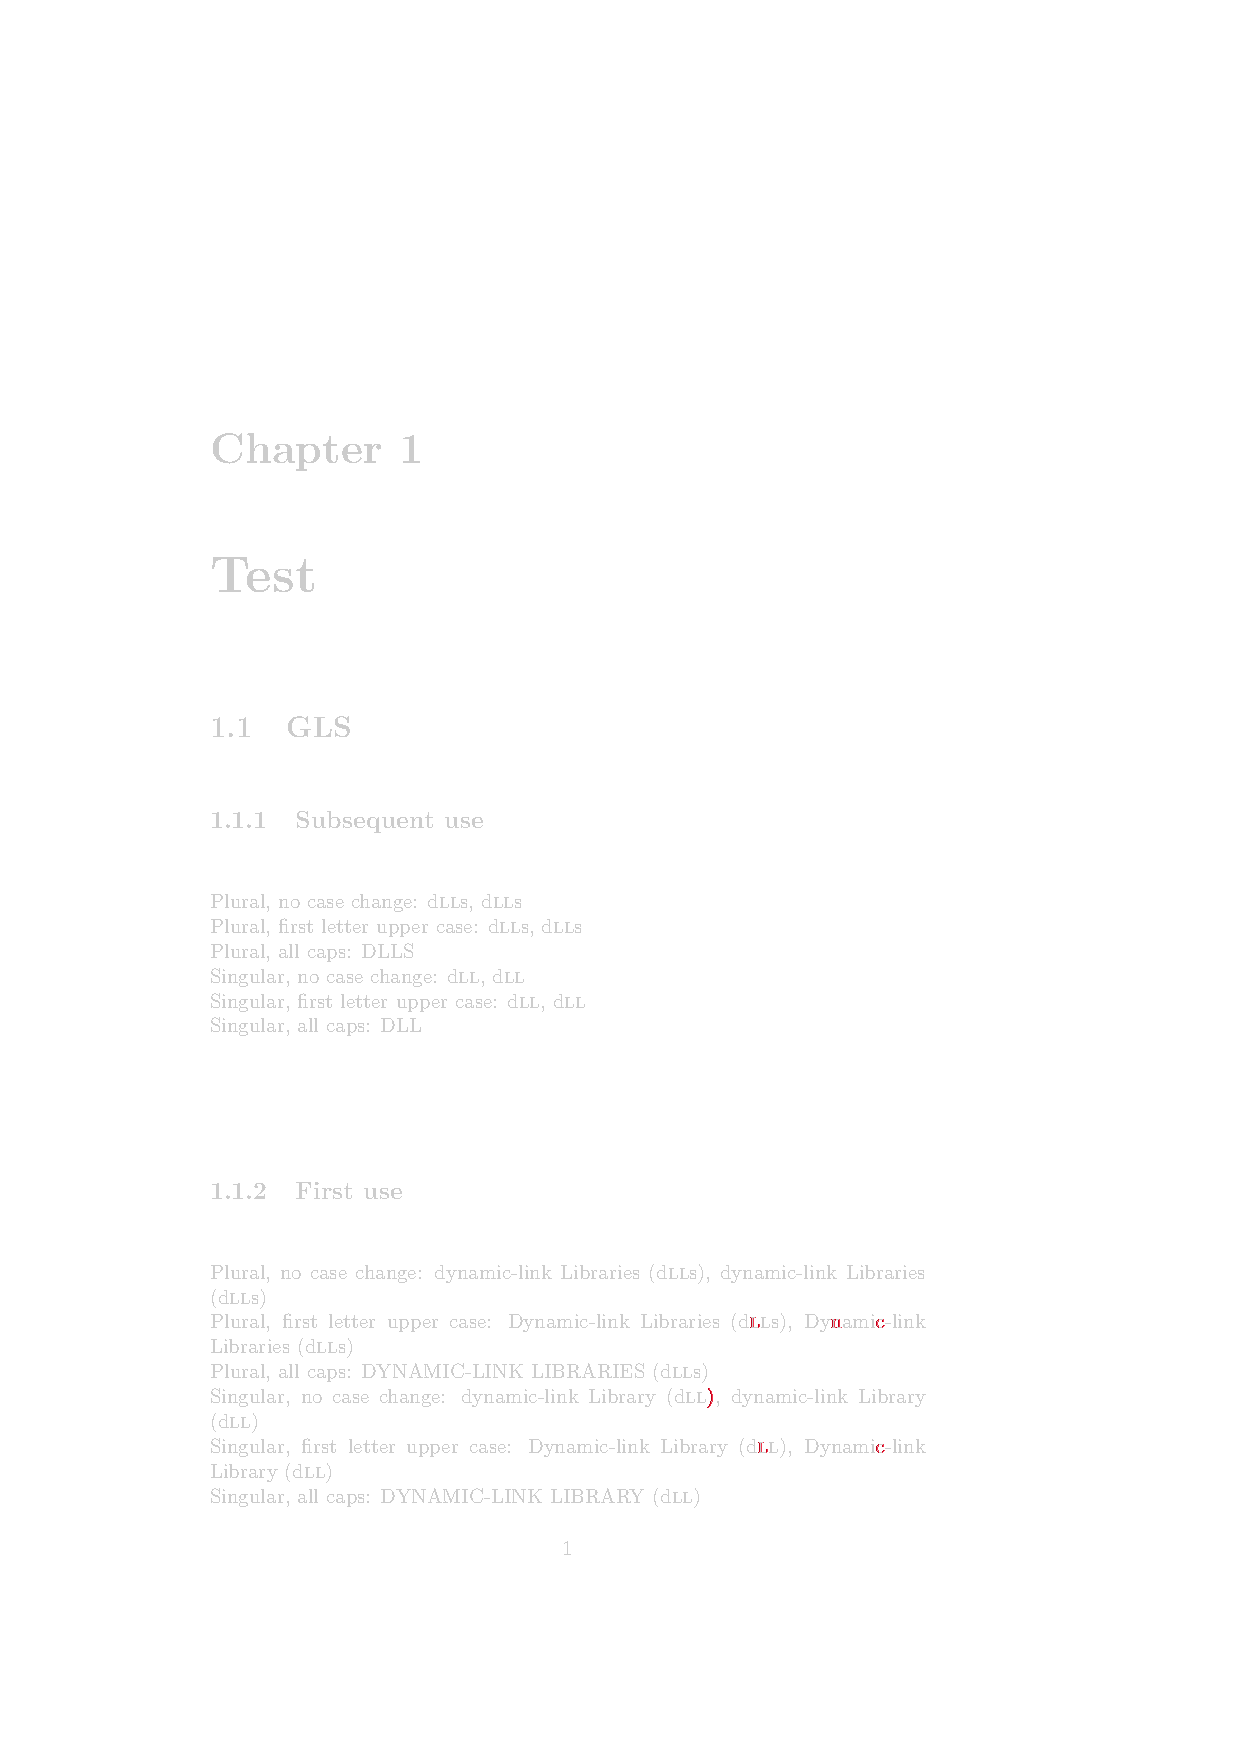 Chapter 1
Test
1.1 GLS
1.1.1 Subsequent use
Plural, no case change: dLLs, dLLs
Plural, first letter upper case: dLLs, dLLs
Plural, all caps: DLLS
Singular, no case change: dLL, dLL
Singular, first letter upper case: dLL, dLL
Singular, all caps: DLL
1.1.2 First use
Plural, no case change: dynamic-link Libraries (dLLs), dynamic-link Libraries
(dLLs)
Plural, first letter upper case: Dynamic-link Libraries (dLLs), Dynamic-link
Libraries (dLLs)
Plural, all caps: DYNAMIC-LINK LIBRARIES (dLLs)
Singular, no case change: dynamic-link Library (dLL), dynamic-link Library
(dLL)
Singular, first letter upper case: Dynamic-link Library (dLL), Dynamic-link
Library (dLL)
Singular, all caps: DYNAMIC-LINK LIBRARY (dLL)
1